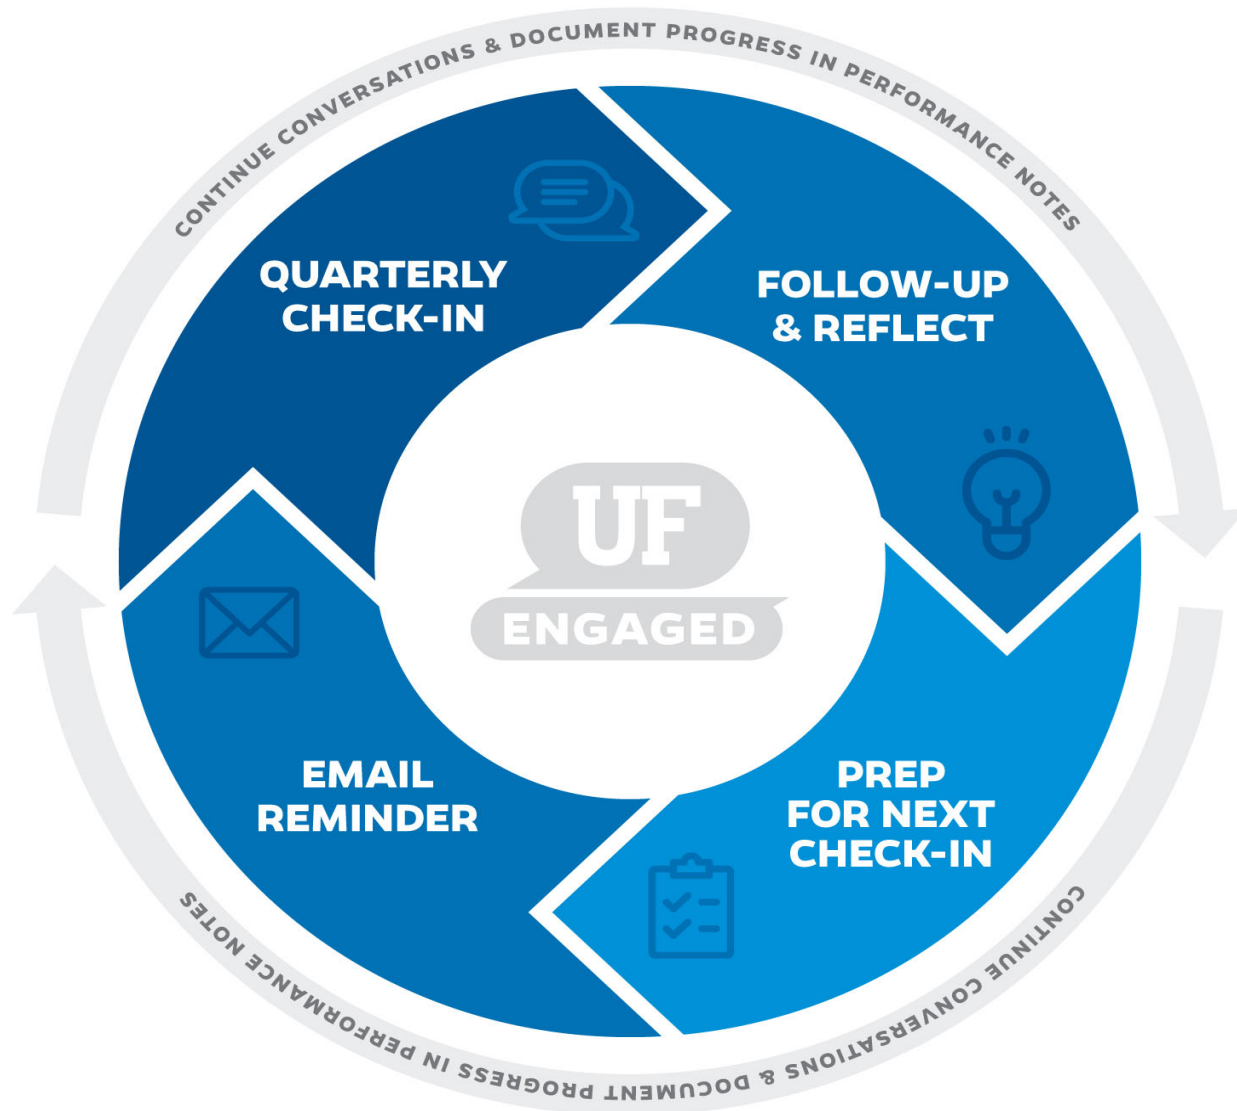 CONTINUE CONVERSATIONS & DOCUMENT PROGRESS IN PERFORMANCE NOTES
QUARTERLY
CHECK-IN
FOLLOW-UP
& REFLECT
UF
ENGAGED
EMAIL
REMINDER
PREP
FOR NEXT
CHECK-IN
CONTINUE CONVERSATIONS & DOCUMENT PROGRESS IN PERFORMANCE NOTES